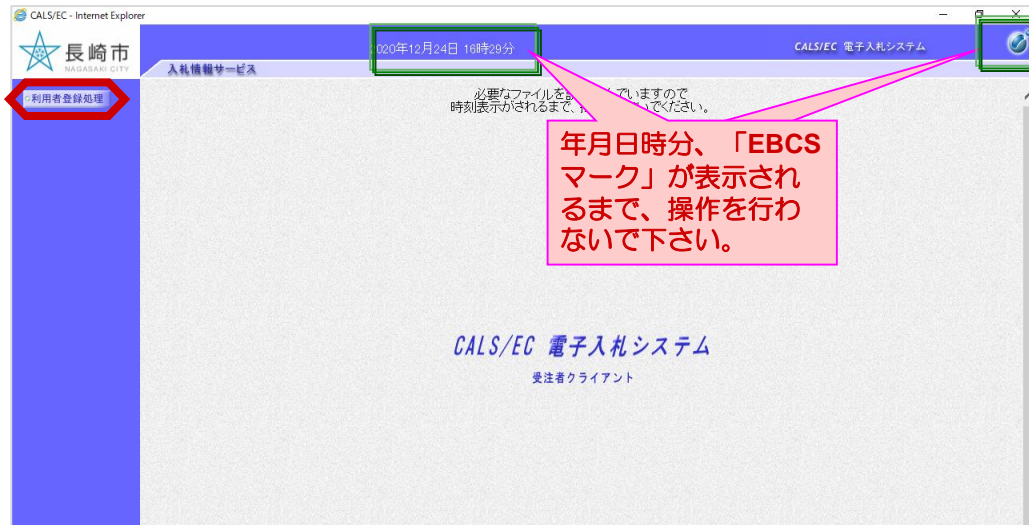 CALS/EC - Internet Explorer
長崎市
NAGASAKI CITY
2020年12月24日 16時29分
CALS/EC 電子入札システム
入札情報サービス
利用者登録処理
必要なファイルを
でいますので
時刻表示がされるまで、
でください。
年月日時分、「EBCS
マーク」が表示され
るまで、操作を行わ
ないで下さい。
CALS/EC 電子入札システム
受注者クライアント